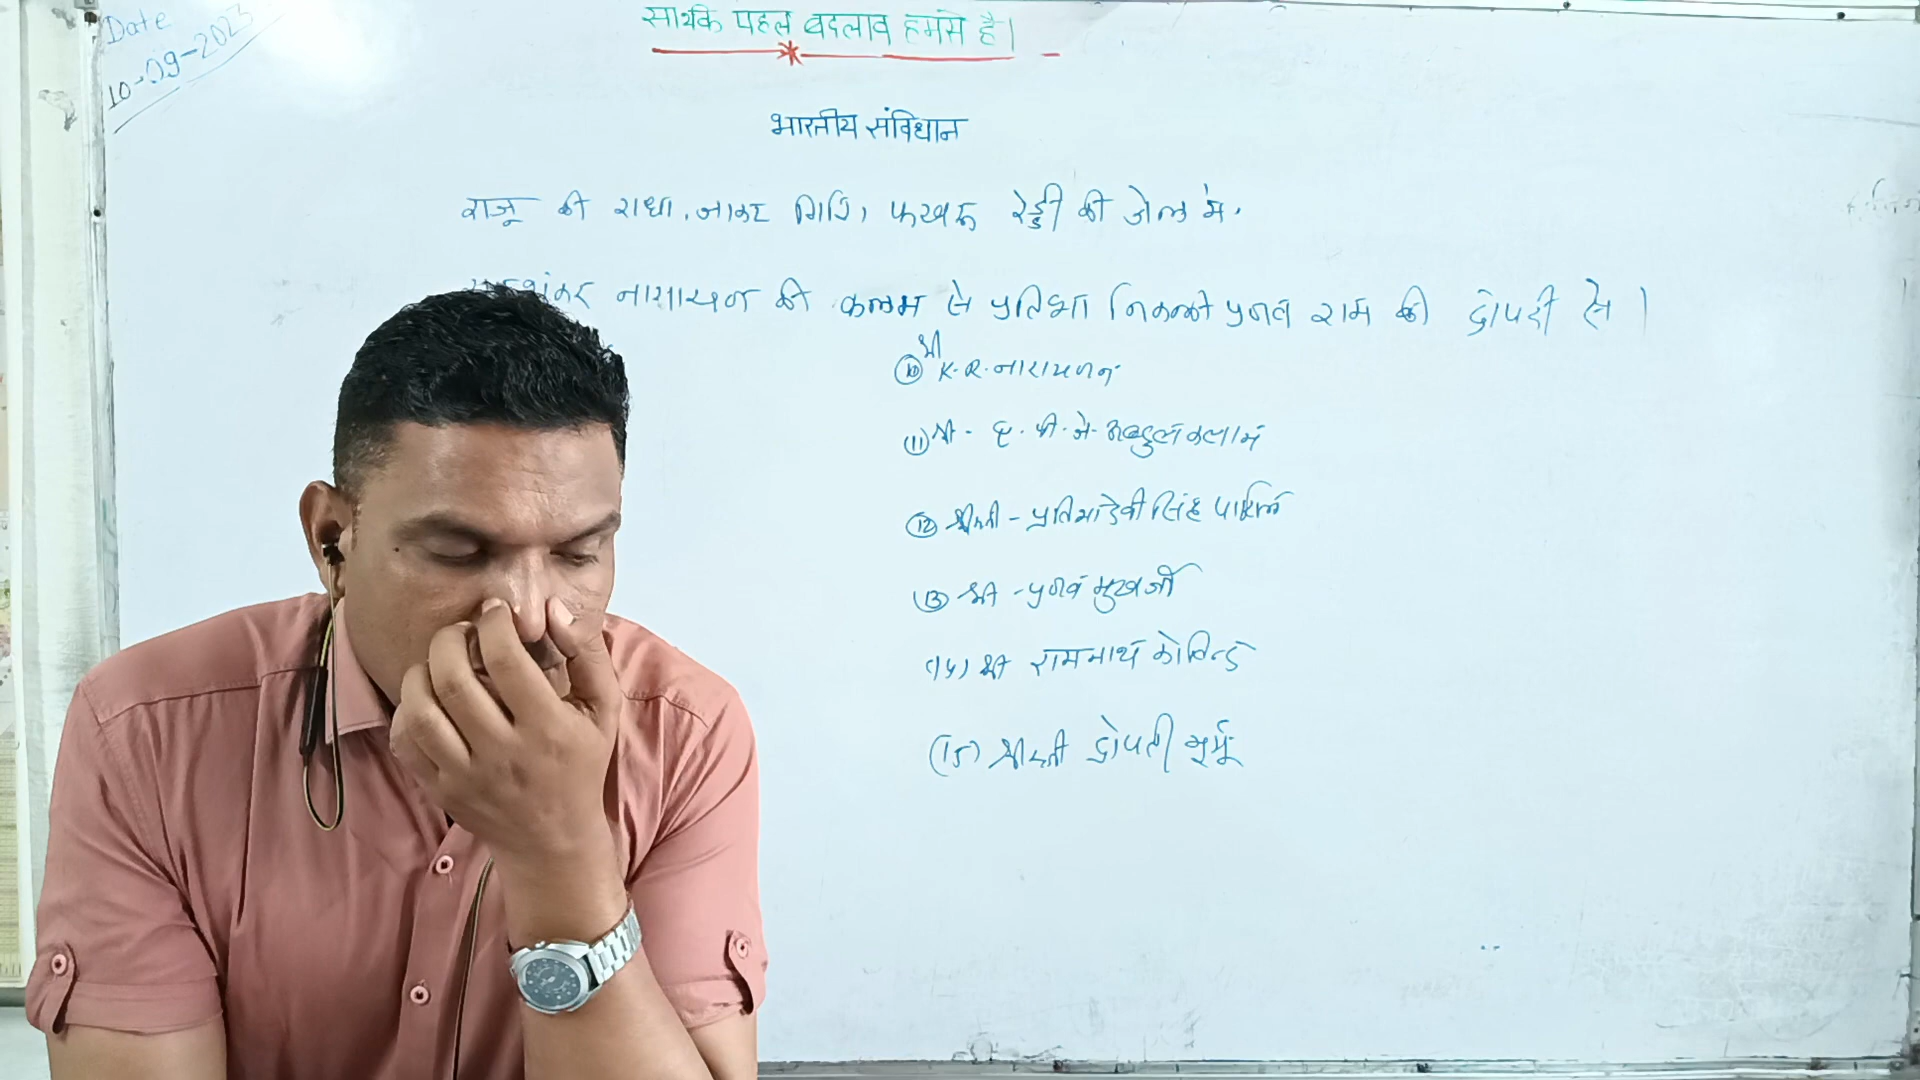 Date
10-09-2023
सार्थक पहल बदलाव हमसे है।
भारतीय संविधान
राजू की राधा, जाकर गिरि, फखरू रेड्डी की जेल में.
नारायण की कलम से प्रतिभा निकली प्रणव राम की द्रोपदी से।
(10) श्री K.R. नारायणन
(11) श्री - ए. पी. जे. अब्दुल कलाम
(12) श्रीमती - प्रतिभा देवी सिंह पाटिल
(13) श्री - प्रणव मुखर्जी
(14) श्री रामनाथ कोविन्द
(15) श्रीमती द्रोपती मूर्मू